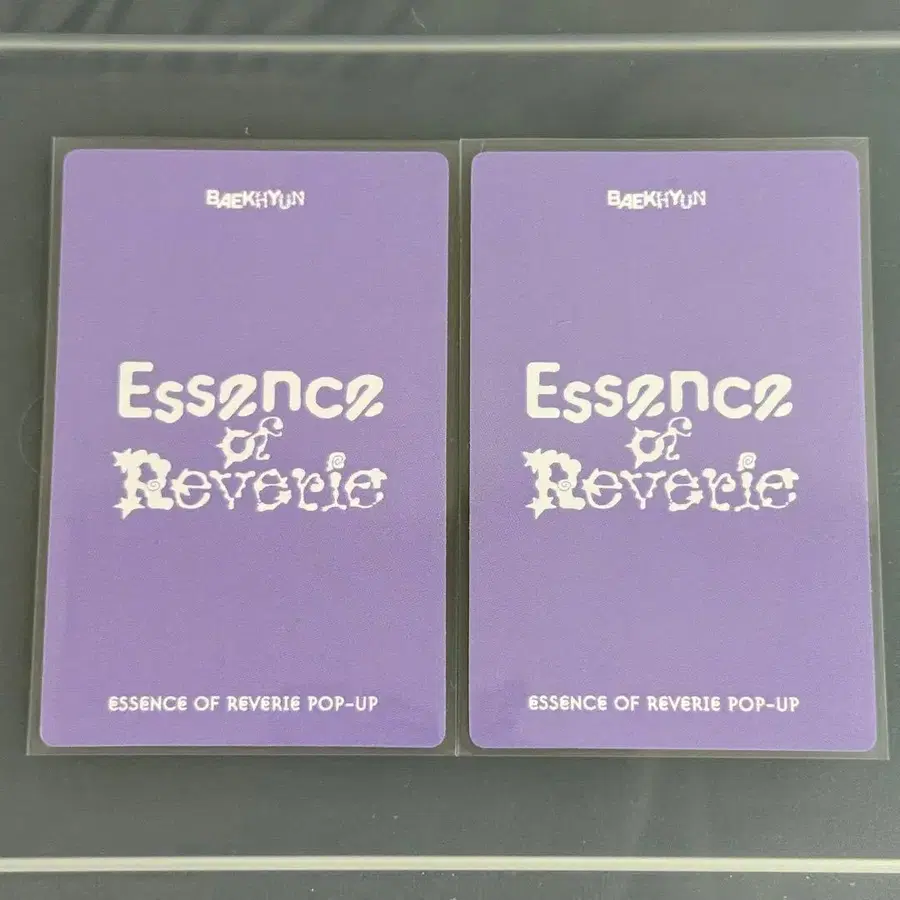 BAEKHYUN
Essence
of
Reverie
ESSENCE OF REVERIE POP-UP
BAEKHYUN
Essence
of
Reverie
ESSENCE OF REVERIE POP-UP